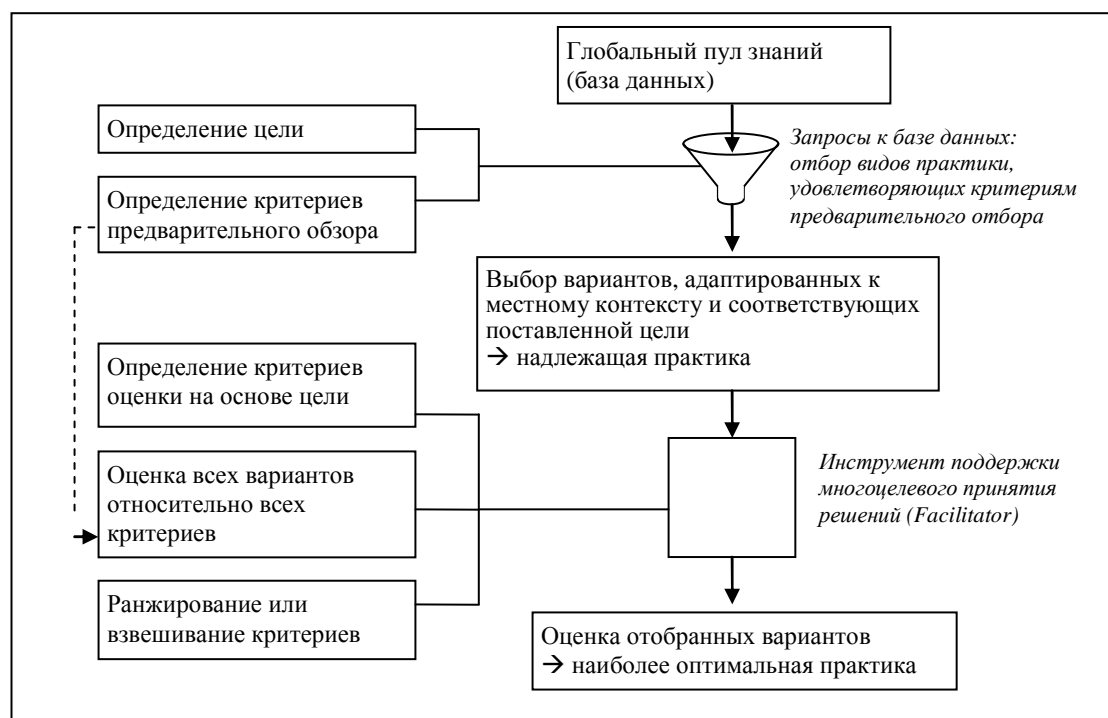 Глобальный пул знаний
(база данных)
Определение цели
Запросы к базе данных:
отбор видов практики,
удовлетворяющих критериям
предварительного отбора
Определение критериев
предварительного обзора
Выбор вариантов, адаптированных к
местному контексту и соответствующих
поставленной цели
→ надлежащая практика
Определение критериев
оценки на основе цели
Оценка всех вариантов
относительно всех
критериев
Инструмент поддержки
многоцелевого принятия
решений (Facilitator)
Ранжирование или
взвешивание критериев
Оценка отобранных вариантов
→ наиболее оптимальная практика